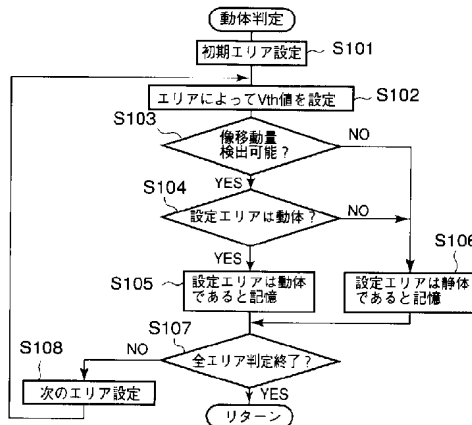 動体判定
初期エリア設定
S101
エリアによってVth値を設定
S102
S103
像移動量
検出可能？
NO
YES
S104
設定エリアは動体？
NO
YES
S105
設定エリアは動体
であると記憶
S106
設定エリアは静体
であると記憶
S107
全エリア判定終了？
NO
YES
S108
次のエリア設定
リターン